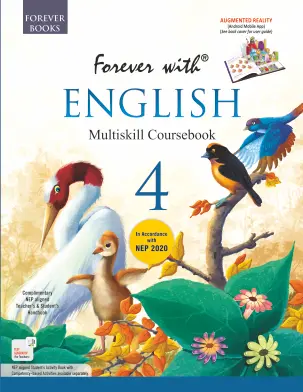 FOREVER
BOOKS
AUGMENTED REALITY
(Android Mobile App)
(See back cover for user guide)
Forever with®
ENGLISH
Multiskill Coursebook
4
In Accordance
with
NEP 2020
Complimentary
NEP aligned
Teacher's & Student's
Handbook
NEP aligned Student's Activity Book with
Competency-Based Activities available separately.